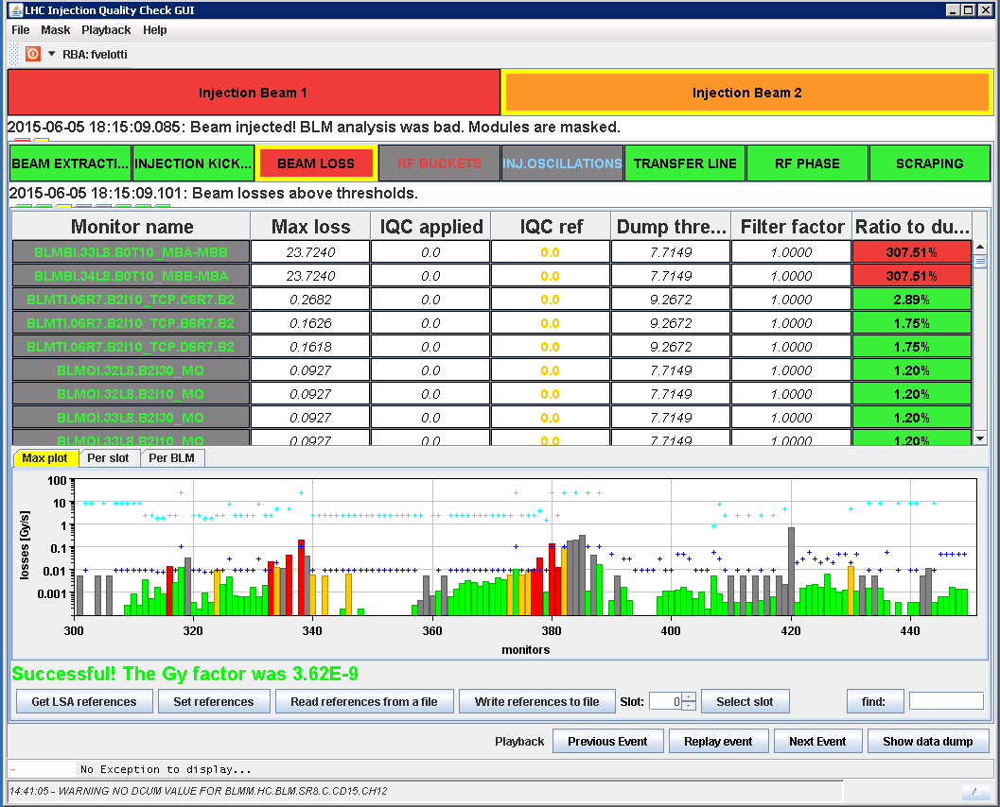 LHC Injection Quality Check GUI
File Mask Playback Help
RBA: fvelotti
Injection Beam 1 Injection Beam 2
2015-06-05 18:15:09.085: Beam injected! BLM analysis was bad. Modules are masked.
BEAM EXTRACTI... INJECTION KICK... BEAM LOSS RF BUCKETS INJ.OSCILLATIONS TRANSFER LINE RF PHASE SCRAPING
2015-06-05 18:15:09.101: Beam losses above thresholds.
Monitor name Max loss IQC applied IQC ref Dump thre... Filter factor Ratio to du...
BLMBI.33L8.B0T10_MBA-MBB 23.7240 0.0 0.0 7.7149 1.0000 307.51%
BLMBI.34L8.B0T10_MBB-MBA 23.7240 0.0 0.0 7.7149 1.0000 307.51%
BLMTI.06R7.B2I10_TCP.C6R7.B2 0.2682 0.0 0.0 9.2672 1.0000 2.89%
BLMTI.06R7.B2I10_TCP.B6R7.B2 0.1626 0.0 0.0 9.2672 1.0000 1.75%
BLMTI.06R7.B2I10_TCP.D6R7.B2 0.1618 0.0 0.0 9.2672 1.0000 1.75%
BLMQI.32L8.B2I30_MQ 0.0927 0.0 0.0 7.7149 1.0000 1.20%
BLMQI.32L8.B2I10_MQ 0.0927 0.0 0.0 7.7149 1.0000 1.20%
BLMQI.33L8.B2I30_MQ 0.0927 0.0 0.0 7.7149 1.0000 1.20%
BLMQI.33L8.B2I10_MQ 0.0927 0.0 0.0 7.7149 1.0000 1.20%
Max plot Per slot Per BLM
losses [Gy/s]
100
10
1
0.1
0.01
0.001
300 320 340 360 380 400 420 440
monitors
Successful! The Gy factor was 3.62E-9
Get LSA references Set references Read references from a file Write references to file Slot: 0 Select slot find:
Playback Previous Event Replay event Next Event Show data dump
No Exception to display...
14:41:05 - WARNING NO DCUM VALUE FOR BLMM.HC.BLM.SR8.C.CD15.CH12